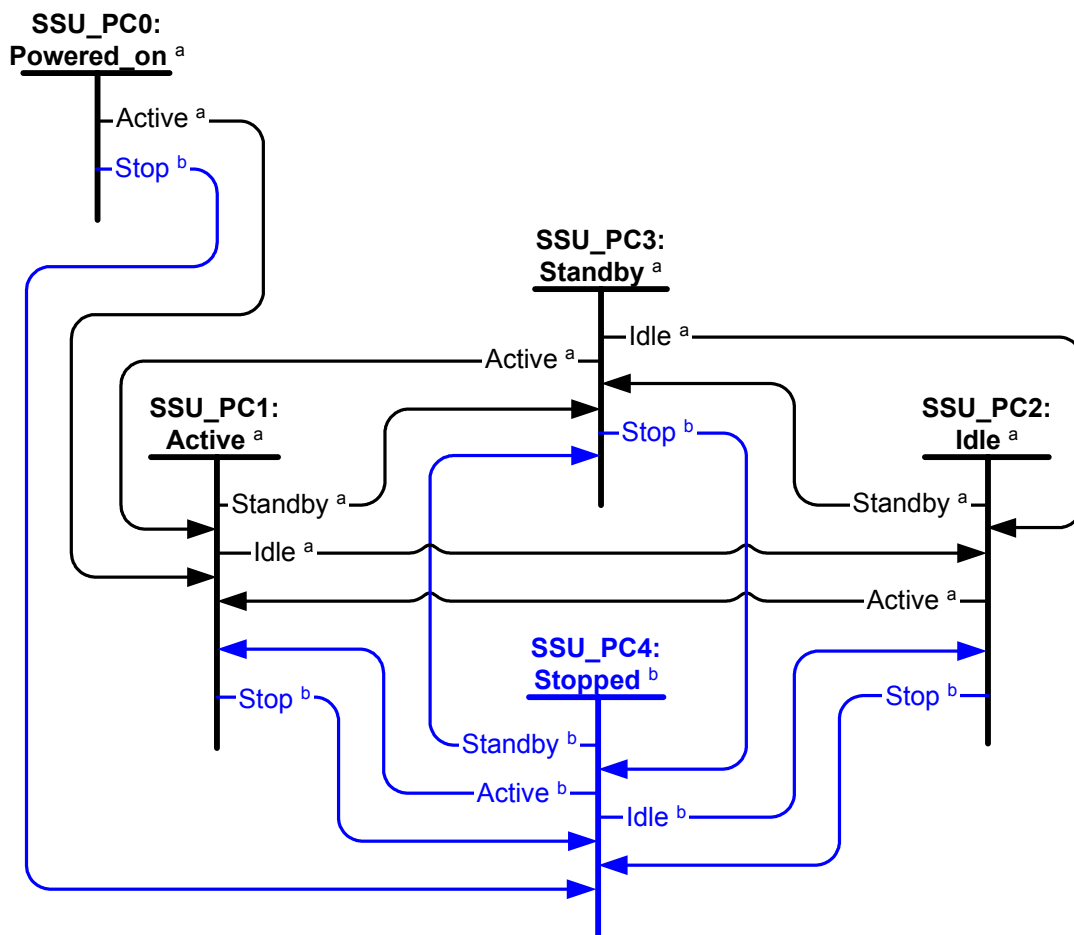 SSU_PC0:
Powered_on a
Active a
Stop b
SSU_PC3:
Standby a
Idle a
Active a
SSU_PC1:
Active a
SSU_PC2:
Idle a
Stop b
Standby a
Standby a
Idle a
Active a
SSU_PC4:
Stopped b
Stop b
Stop b
Standby b
Active b
Idle b